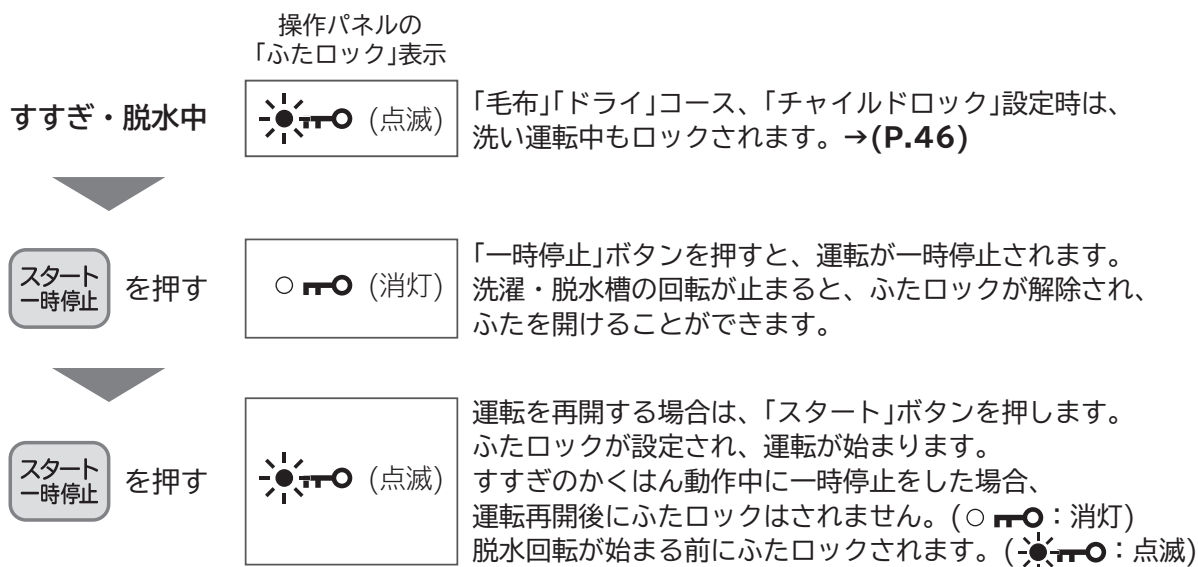 操作パネルの
「ふたロック」表示
すすぎ・脱水中
(点滅)
「毛布」「ドライ」コース、「チャイルドロック」設定時は、
洗い運転中もロックされます。→(P.46)
スタート
一時停止
を押す
(消灯)
「一時停止」ボタンを押すと、運転が一時停止されます。
洗濯・脱水槽の回転が止まると、ふたロックが解除され、
ふたを開けることができます。
スタート
一時停止
を押す
(点滅)
運転を再開する場合は、「スタート」ボタンを押します。
ふたロックが設定され、運転が始まります。
すすぎのかくはん動作中に一時停止をした場合、
運転再開後にふたロックはされません。(○ :消灯)
脱水回転が始まる前にふたロックされます。( :点滅)